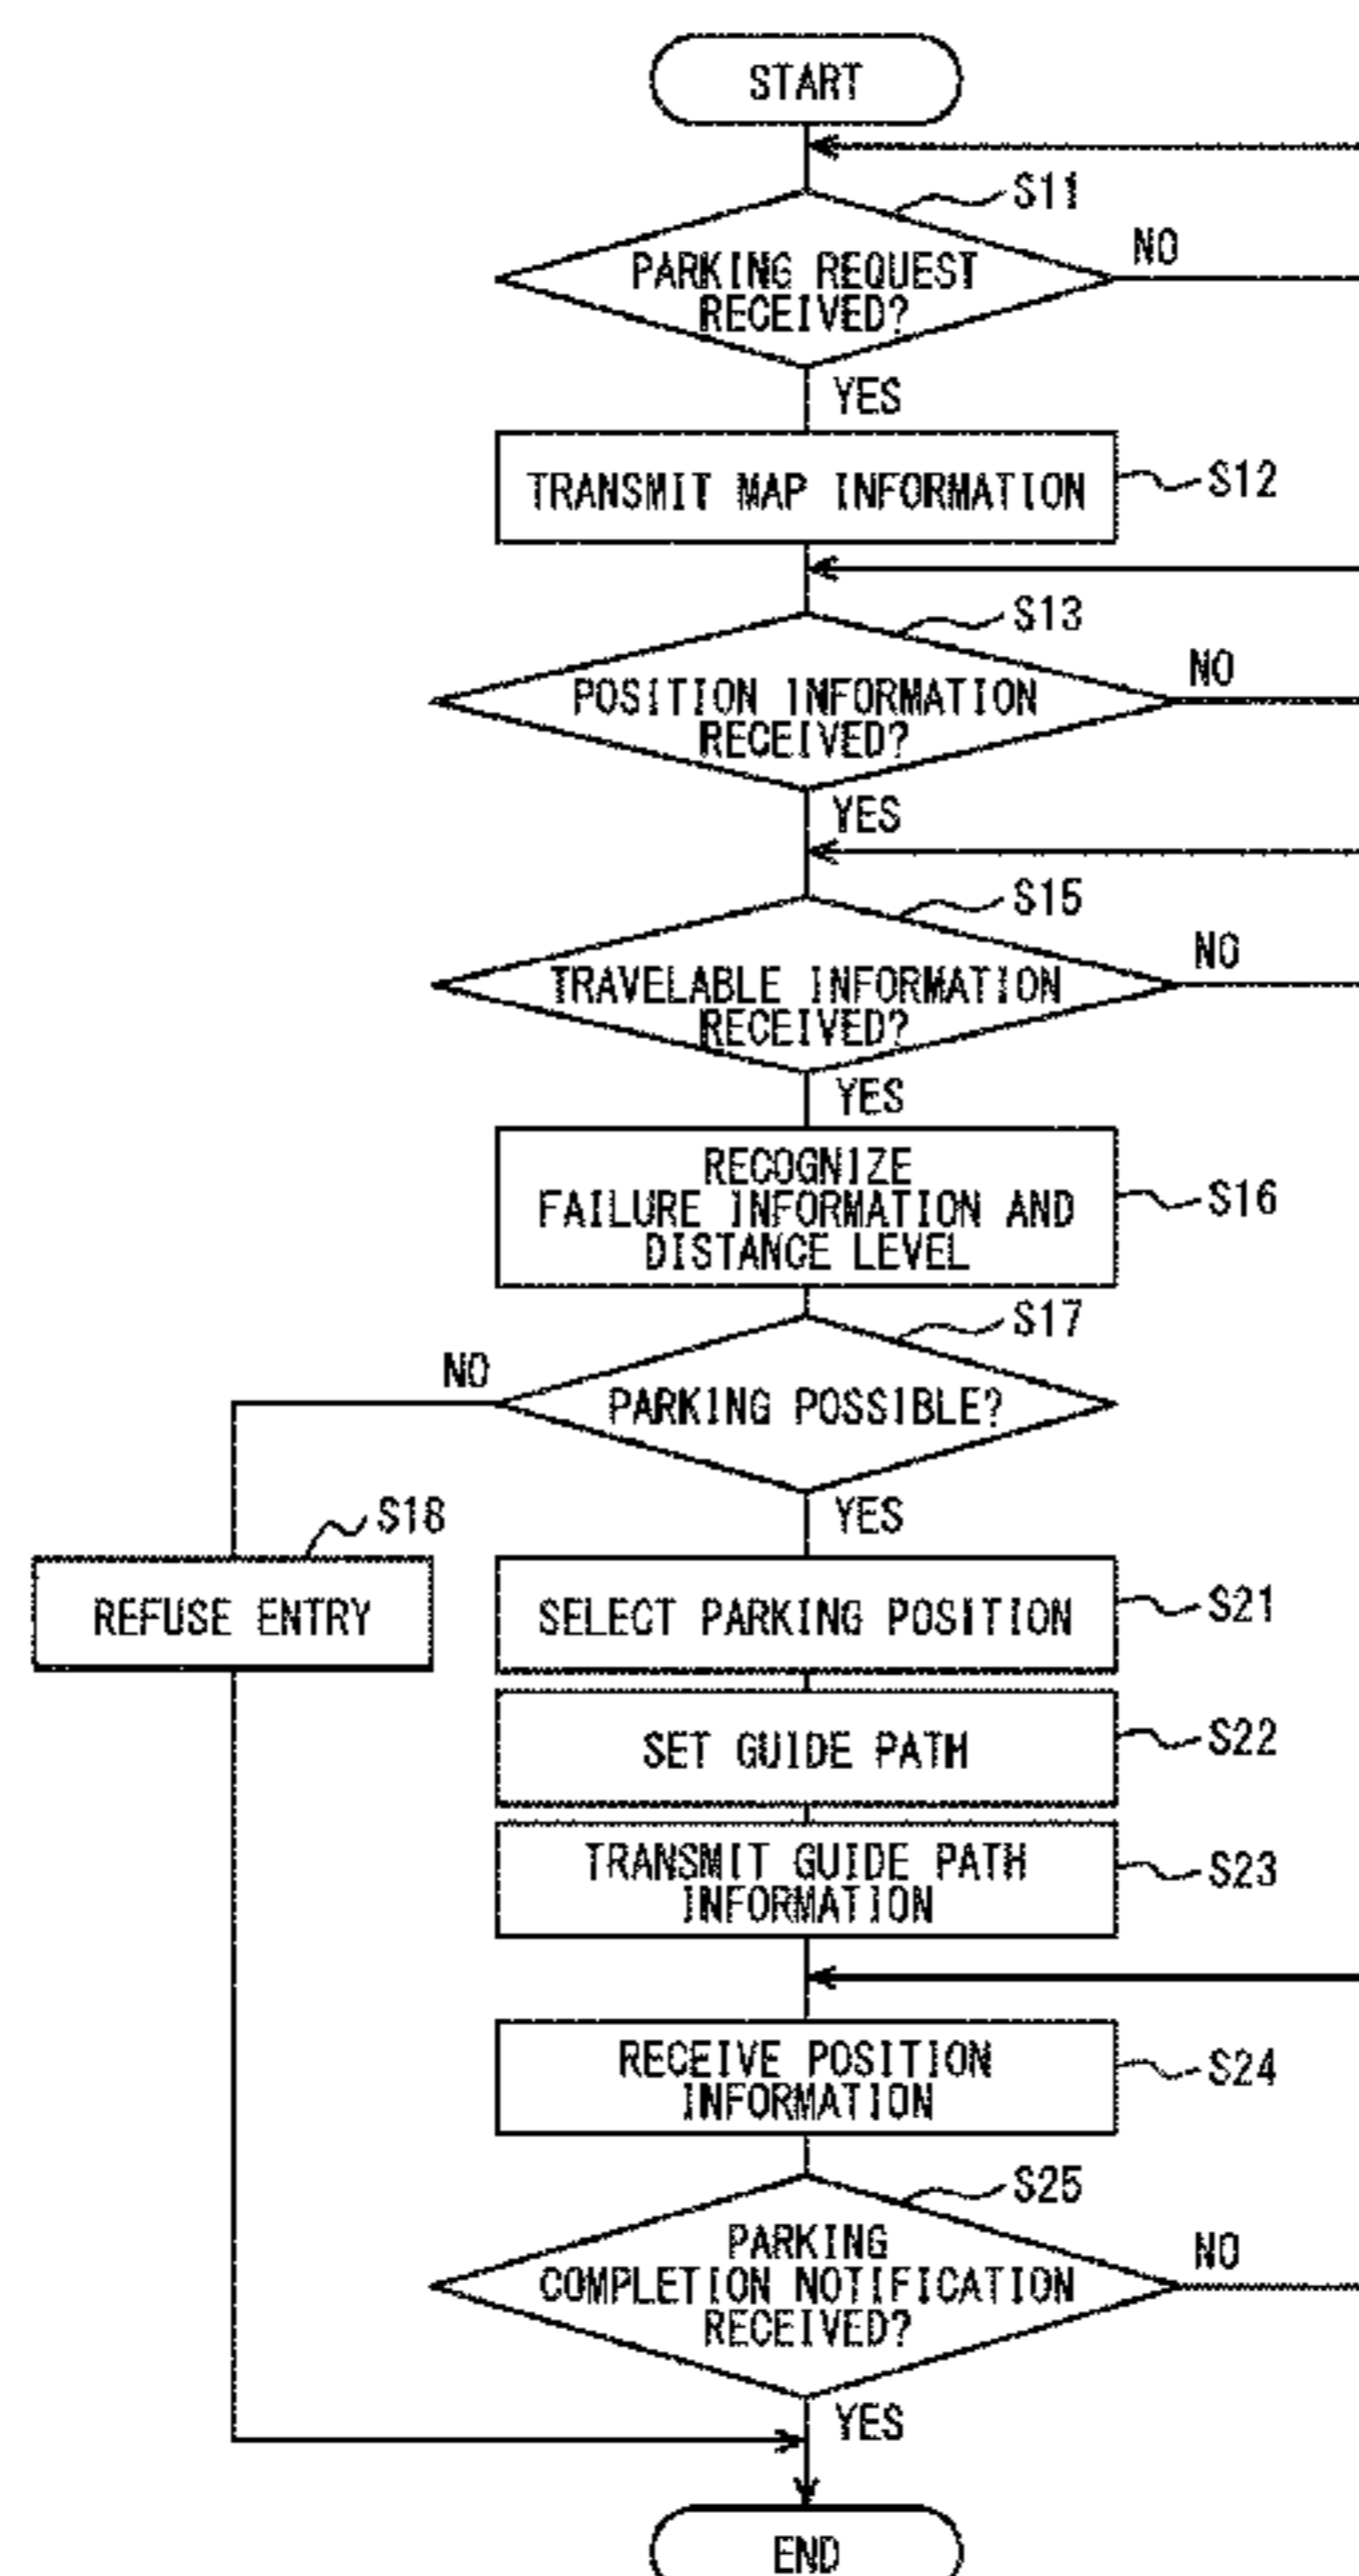 START
S11
PARKING REQUEST
RECEIVED?
NO
YES
TRANSMIT MAP INFORMATION
S12
S13
POSITION INFORMATION
RECEIVED?
NO
YES
S15
TRAVELABLE INFORMATION
RECEIVED?
NO
YES
RECOGNIZE
FAILURE INFORMATION AND
DISTANCE LEVEL
S16
S17
NO
PARKING POSSIBLE?
YES
S18
REFUSE ENTRY
SELECT PARKING POSITION
S21
SET GUIDE PATH
S22
TRANSMIT GUIDE PATH
INFORMATION
S23
RECEIVE POSITION
INFORMATION
S24
S25
PARKING
COMPLETION NOTIFICATION
RECEIVED?
NO
YES
END